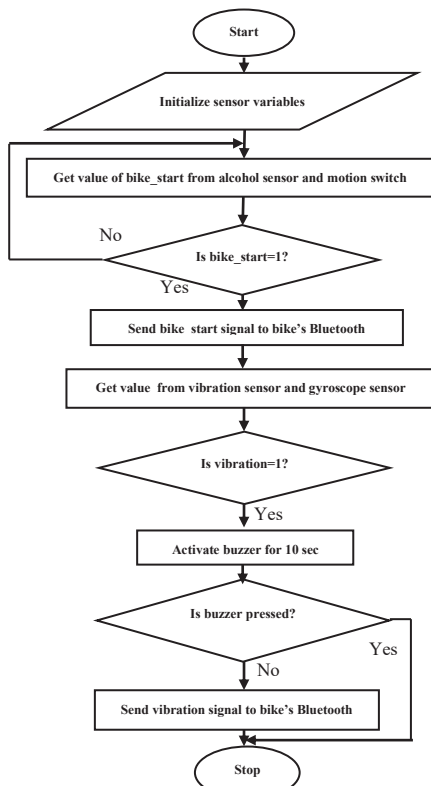 Start
Initialize sensor variables
Get value of bike_start from alcohol sensor and motion switch
No
Is bike_start=1?
Yes
Send bike start signal to bike's Bluetooth
Get value from vibration sensor and gyroscope sensor
Is vibration=1?
Yes
Activate buzzer for 10 sec
Is buzzer pressed?
Yes
No
Send vibration signal to bike's Bluetooth
Stop